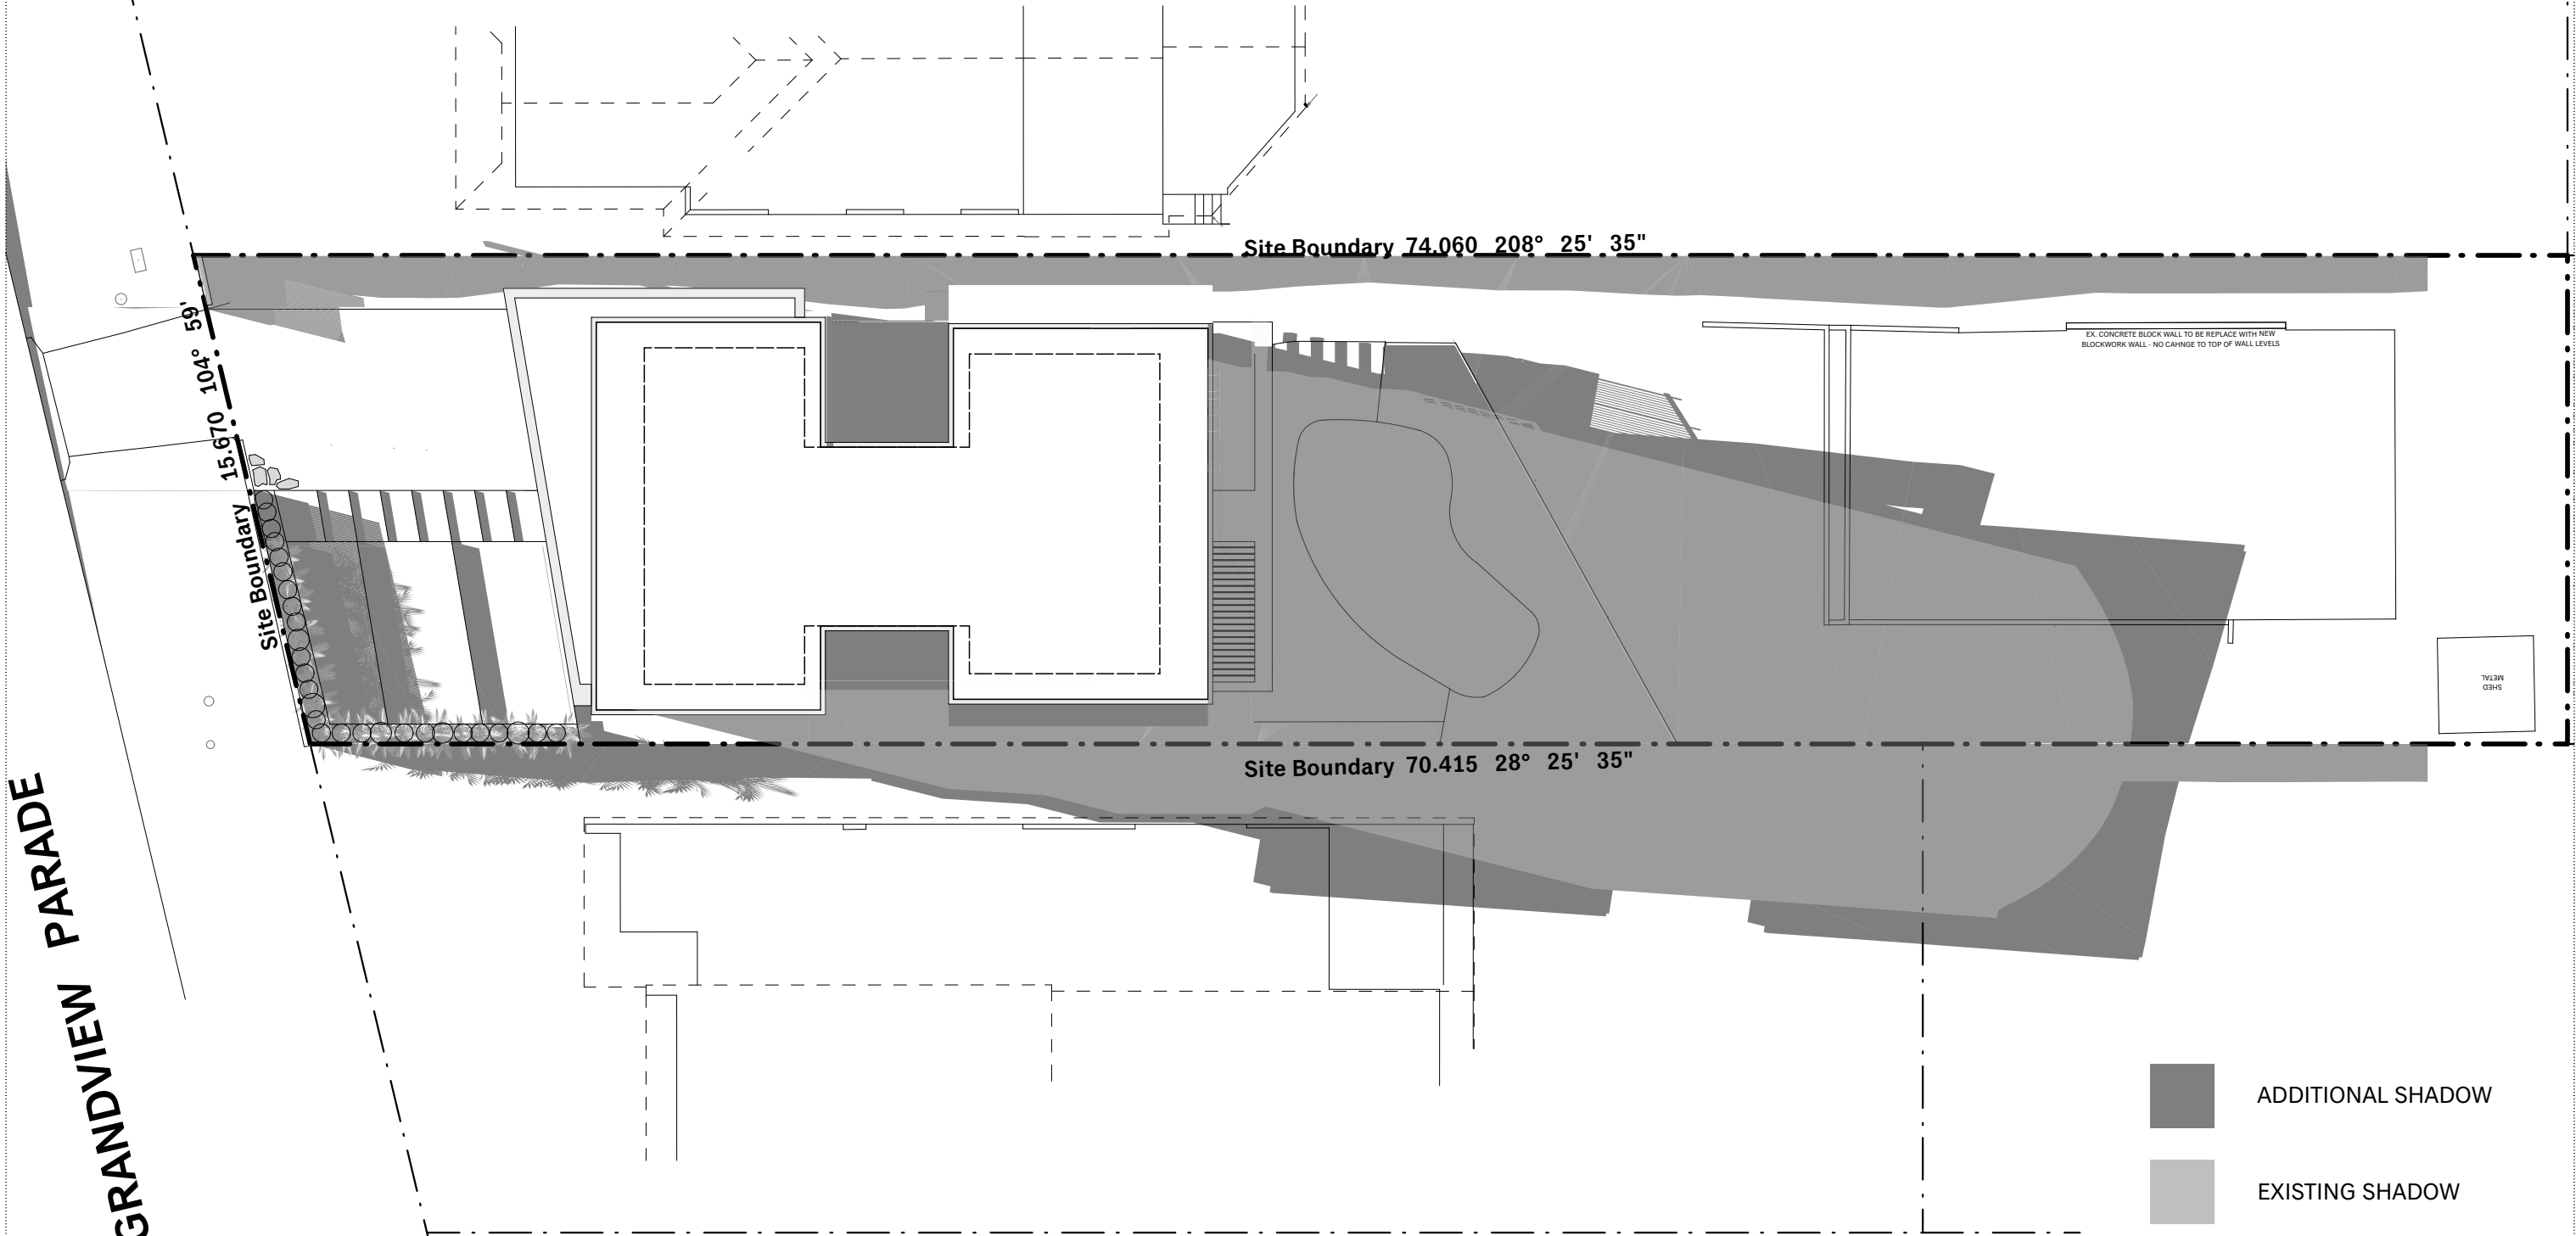 Site Boundary 74.060 208° 25' 35"
EX. CONCRETE BLOCK WALL TO BE REPLACE WITH NEW
BLOCKWORK WALL - NO CAHNGE TO TOP OF WALL LEVELS
Site Boundary 15.670 104° 59'
METAL
SHED
Site Boundary 70.415 28° 25' 35"
GRANDVIEW PARADE
ADDITIONAL SHADOW
EXISTING SHADOW